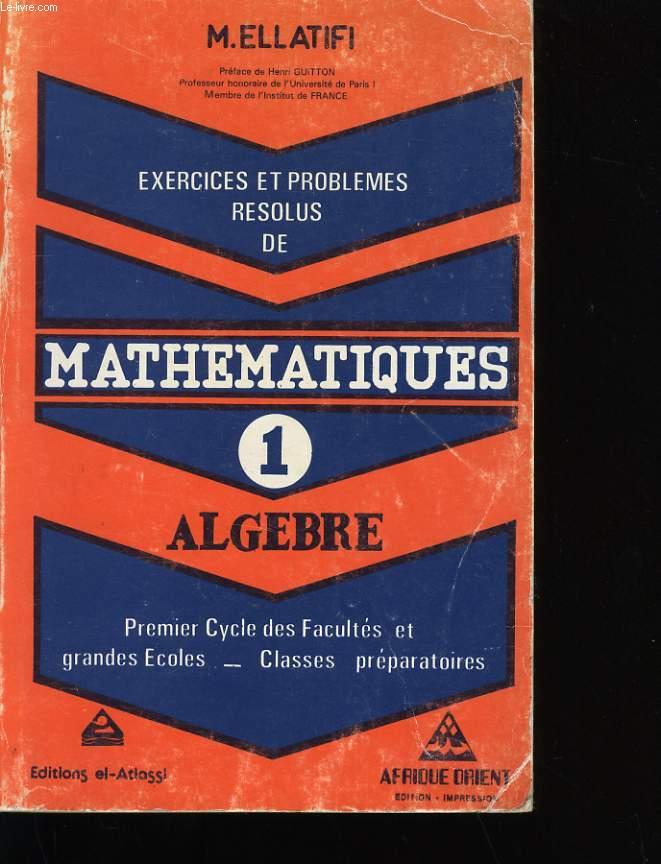 Le-livre.com
M.ELLATIFI
Préface de Henri GUITTON
Professeur honoraire de l'Université de Paris I
Membre de l'Institut de FRANCE
EXERCICES ET PROBLEMES
RESOLUS
DE
MATHEMATIQUES
1
ALGEBRE
Premier Cycle des Facultés et
grandes Ecoles __ Classes préparatoires
Editions el-Atlassi
AFRIQUE ORIENT
EDITION • IMPRESSION